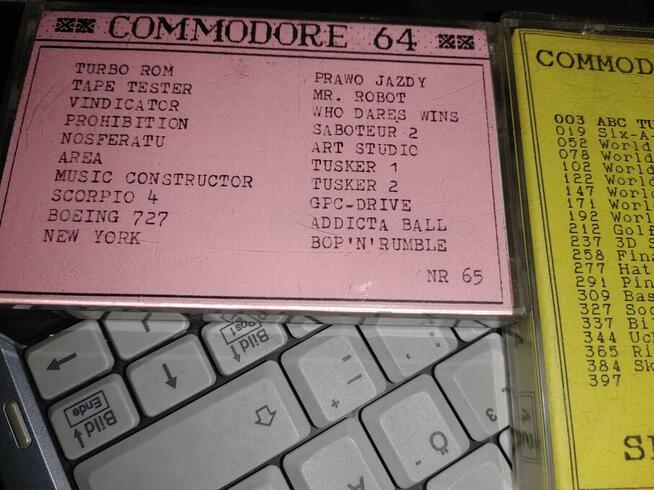 COMMODORE 64
TURBO ROM
TAPE TESTER
VINDICATOR
PROHIBITION
NOSFERATU
AREA
MUSIC CONSTRUCTOR
SCORPIO 4
BOEING 727
NEW YORK
PRAWO JAZDY
MR. ROBOT
WHO DARES WINS
SABOTEUR 2
ART STUDIO
TUSKER 1
TUSKER 2
GPC-DRIVE
ADDICTA BALL
BOP'N'RUMBLE
NR 65
COMMOD
003 ABC TU
019 Six-A-
052 World
078 World
102 World
122 World
147 World
171 Worl
192 Worl
212 Golf
237 3D S
258 Fina
277 Hat
291 Pin
309 Bas
327 Soc
337 Bi
344 Uc
365 Ri
384 Sk
397
Pos1
Bild
Ende
Bild
+
Ö
3